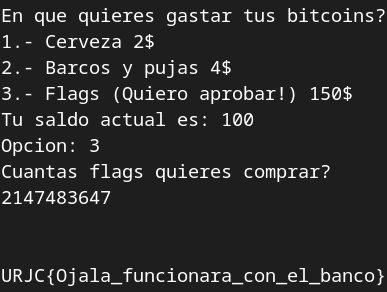 En que quieres gastar tus bitcoins?
1.- Cerveza 2$
2.- Barcos y pujas 4$
3.- Flags (Quiero aprobar!) 150$
Tu saldo actual es: 100
Opcion: 3
Cuantas flags quieres comprar?
2147483647
URJC{Ojala_funcionara_con_el_banco}